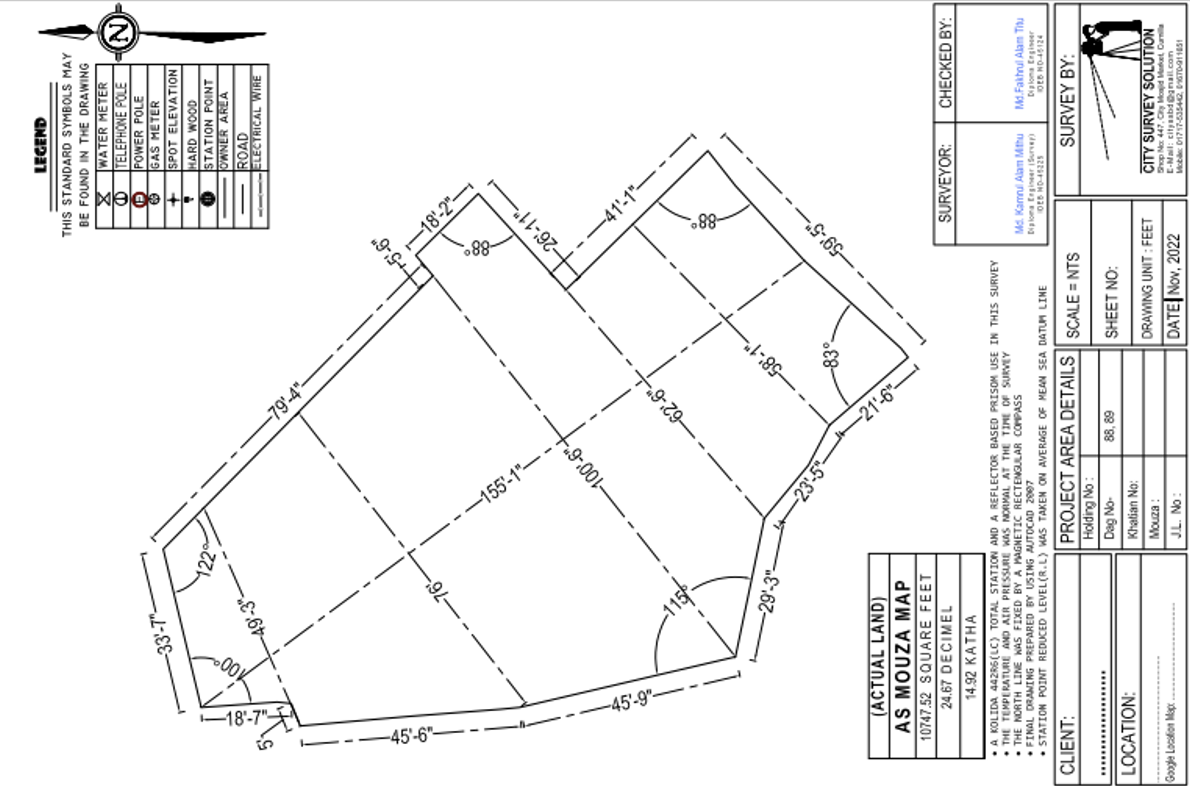 N
LEGEND
THIS STANDARD SYMBOLS MAY
BE FOUND IN THE DRAWING
WATER METER
TELEPHONE POLE
POWER POLE
GAS METER
SPOT ELEVATION
HARD WOOD
STATION POINT
OWNER AREA
ROAD
ELECTRICAL WIRE
18'-2"
5'-6"
88°
26'-11"
41'-1"
88°
59'-5"
79'-4"
58'-1"
83°
21'-6"
62'-6"
100'-6"
155'-1"
23'-5"
122°
76'
49'-3"
115°
29'-3"
33'-7"
100°
18'-7"
5'
45'-6"
45'-9"
(ACTUAL LAND)
AS MOUZA MAP
10747.52 SQUARE FEET
24.67 DECIMEL
14.92 KATHA
• A KOLIDA 442R6(LC) TOTAL STATION AND A REFLECTOR BASED PRISOM USE IN THIS SURVEY
• THE TEMPERATURE AND AIR PRESSURE WAS NORMAL AT THE TIME OF SURVEY
• THE NORTH LINE WAS FIXED BY A MAGNETIC RECTENGULAR COMPASS
• FINAL DRAWING PREPARED BY USING AUTOCAD 2007
• STATION POINT REDUCED LEVEL(R.L) WAS TAKEN ON AVERAGE OF MEAN SEA DATUM LINE
SURVEYOR:
Md. Kamrul Alam Mithu
Diploma Engineer (Survey)
IDEB NO-45225
CHECKED BY:
Md.Fakhrul Alam Titu
Diploma Engineer
IDEB NO-45124
CLIENT:
LOCATION:
Google Location Map:
PROJECT AREA DETAILS
Holding No :
Dag No- 88, 89
Khatian No:
Mouza :
J.L. No :
SCALE = NTS
SHEET NO:
DRAWING UNIT : FEET
DATE Nov, 2022
SURVEY BY:
CITY SURVEY SOLUTION
Shop No: 447, City Mosjid Market, Cumilla
E-Mail: cityssbd@gmail.com
Mobile: 01717-535442, 01670-911651